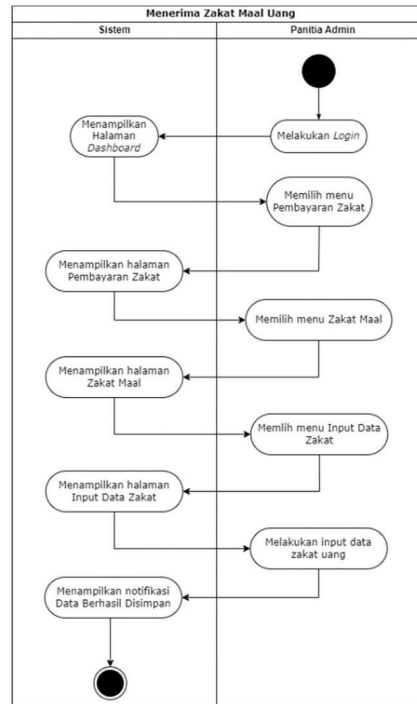 Menerima Zakat Maal Uang
Sistem
Panitia Admin
Melakukan Login
Menampilkan
Halaman
Dashboard
Memilih menu
Pembayaran Zakat
Menampilkan halaman
Pembayaran Zakat
Memilih menu Zakat Maal
Menampilkan halaman
Zakat Maal
Memlih menu Input Data
Zakat
Menampilkan halaman
Input Data Zakat
Melakukan input data
zakat uang
Menampilkan notifikasi
Data Berhasil Disimpan